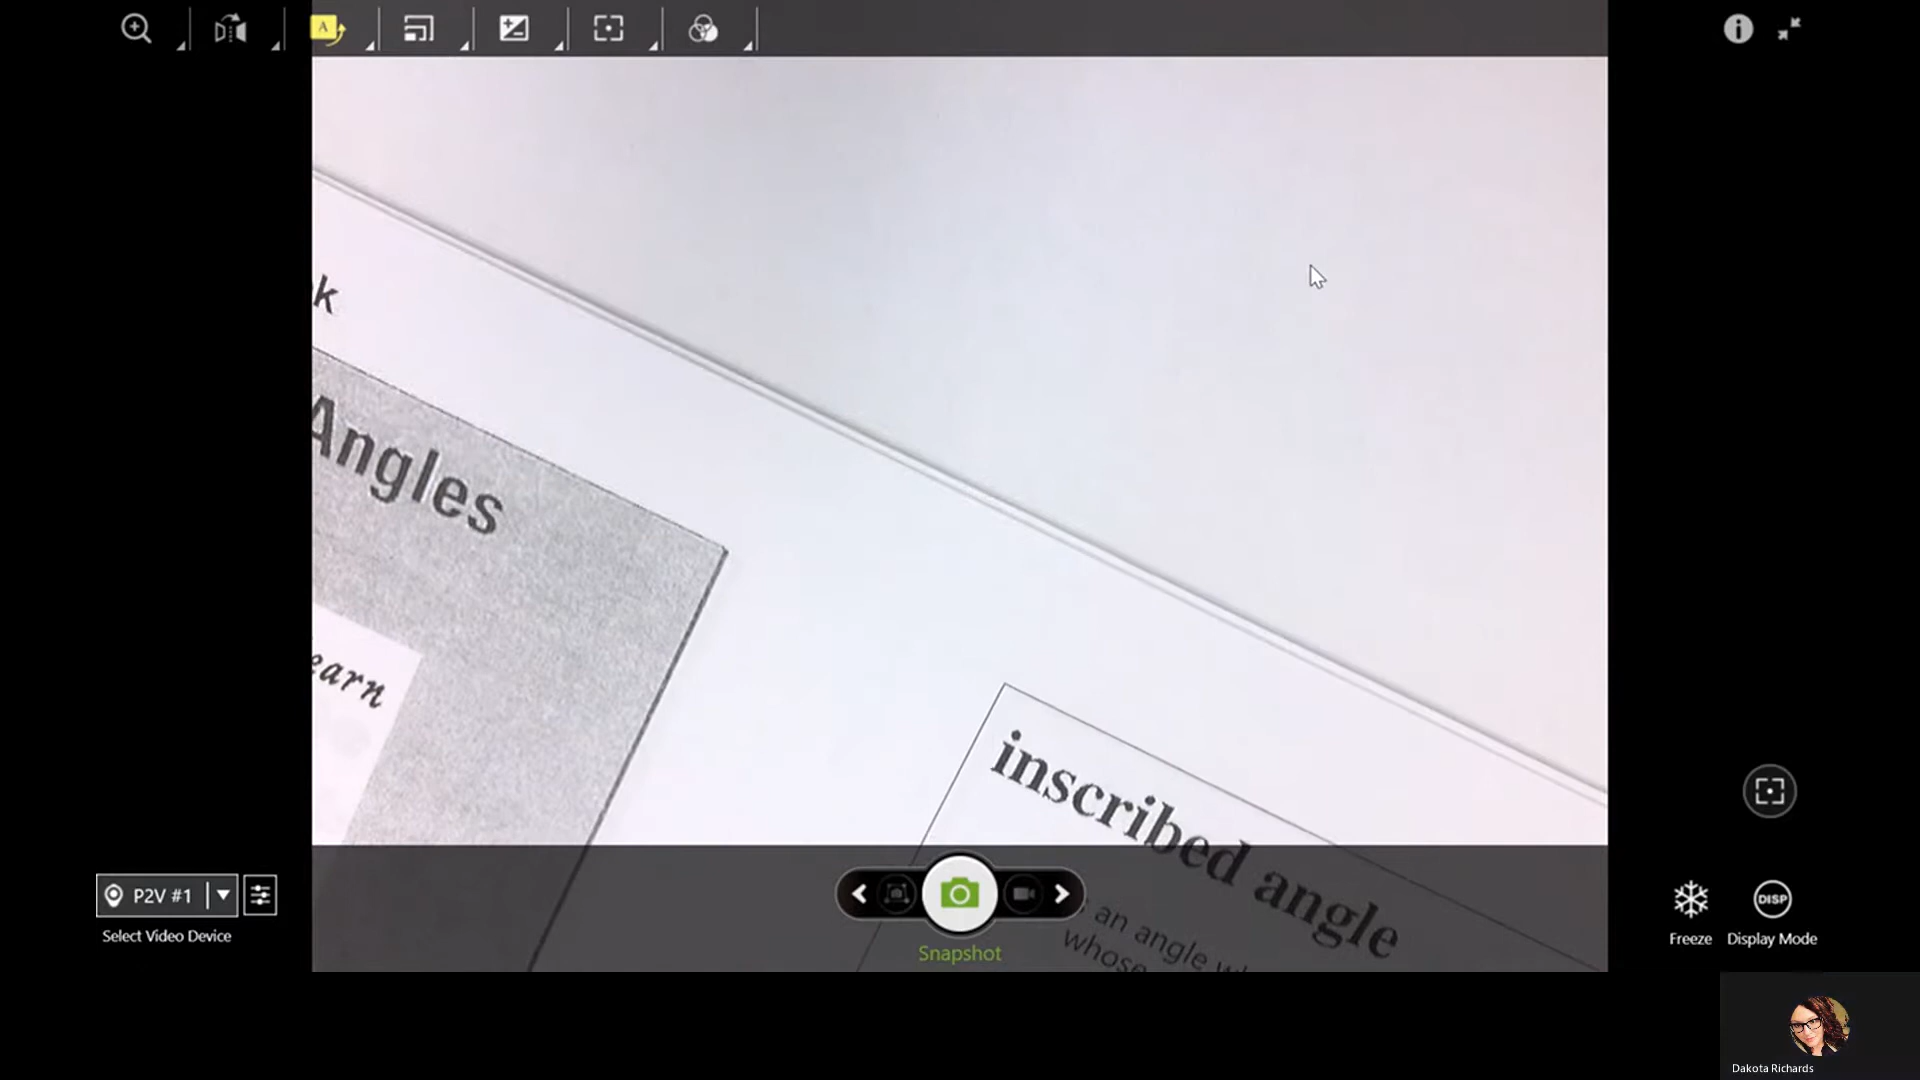 A
k
Angles
earn
inscribed angle
an angle
whose
P2V #1
Select Video Device
Snapshot
DISP
Freeze
Display Mode
Dakota Richards